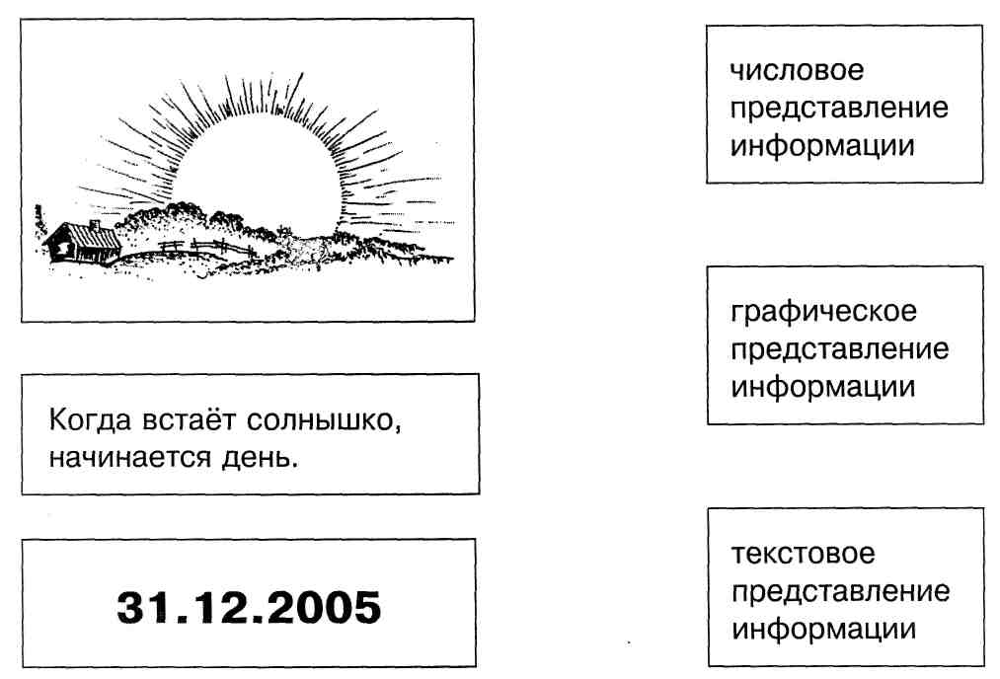 числовое
представление
информации
графическое
представление
информации
Когда встаёт солнышко,
начинается день.
текстовое
представление
информации
31.12.2005